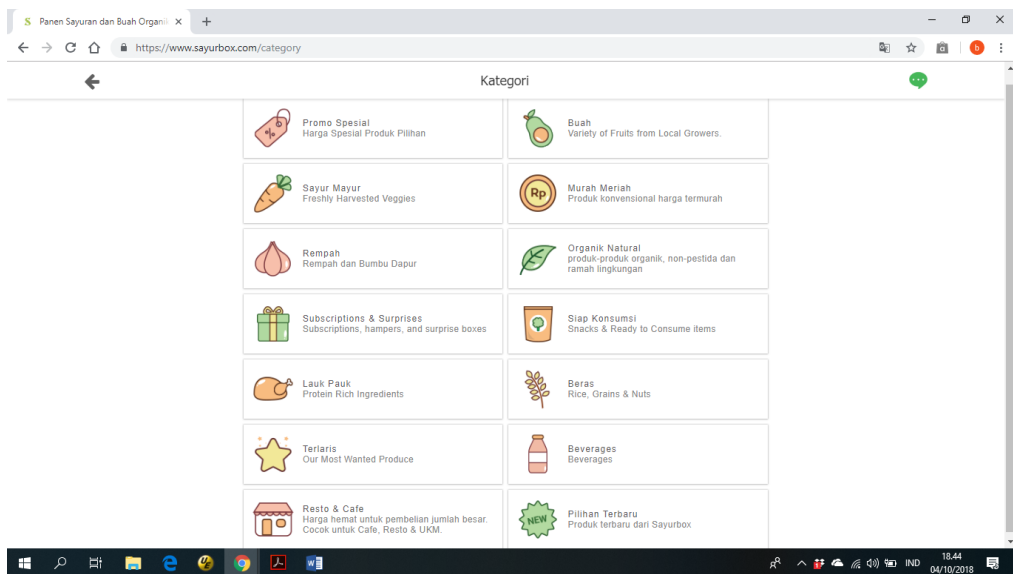 S Panen Sayuran dan Buah Organik
https://www.sayurbox.com/category
b
Kategori
Promo Spesial
Harga Spesial Produk Pilihan
Buah
Variety of Fruits from Local Growers.
Sayur Mayur
Freshly Harvested Veggies
Rp
Murah Meriah
Produk konvensional harga termurah
Rempah
Rempah dan Bumbu Dapur
Organik Natural
produk-produk organik, non-pestida dan
ramah lingkungan
Subscriptions & Surprises
Subscriptions, hampers, and surprise boxes
Siap Konsumsi
Snacks & Ready to Consume items
Lauk Pauk
Protein Rich Ingredients
Beras
Rice, Grains & Nuts
Terlaris
Our Most Wanted Produce
Beverages
Beverages
Resto & Cafe
Harga hemat untuk pembelian jumlah besar.
Cocok untuk Cafe, Resto & UKM.
NEW
Pilihan Terbaru
Produk terbaru dari Sayurbox
IND
18.44
04/10/2018